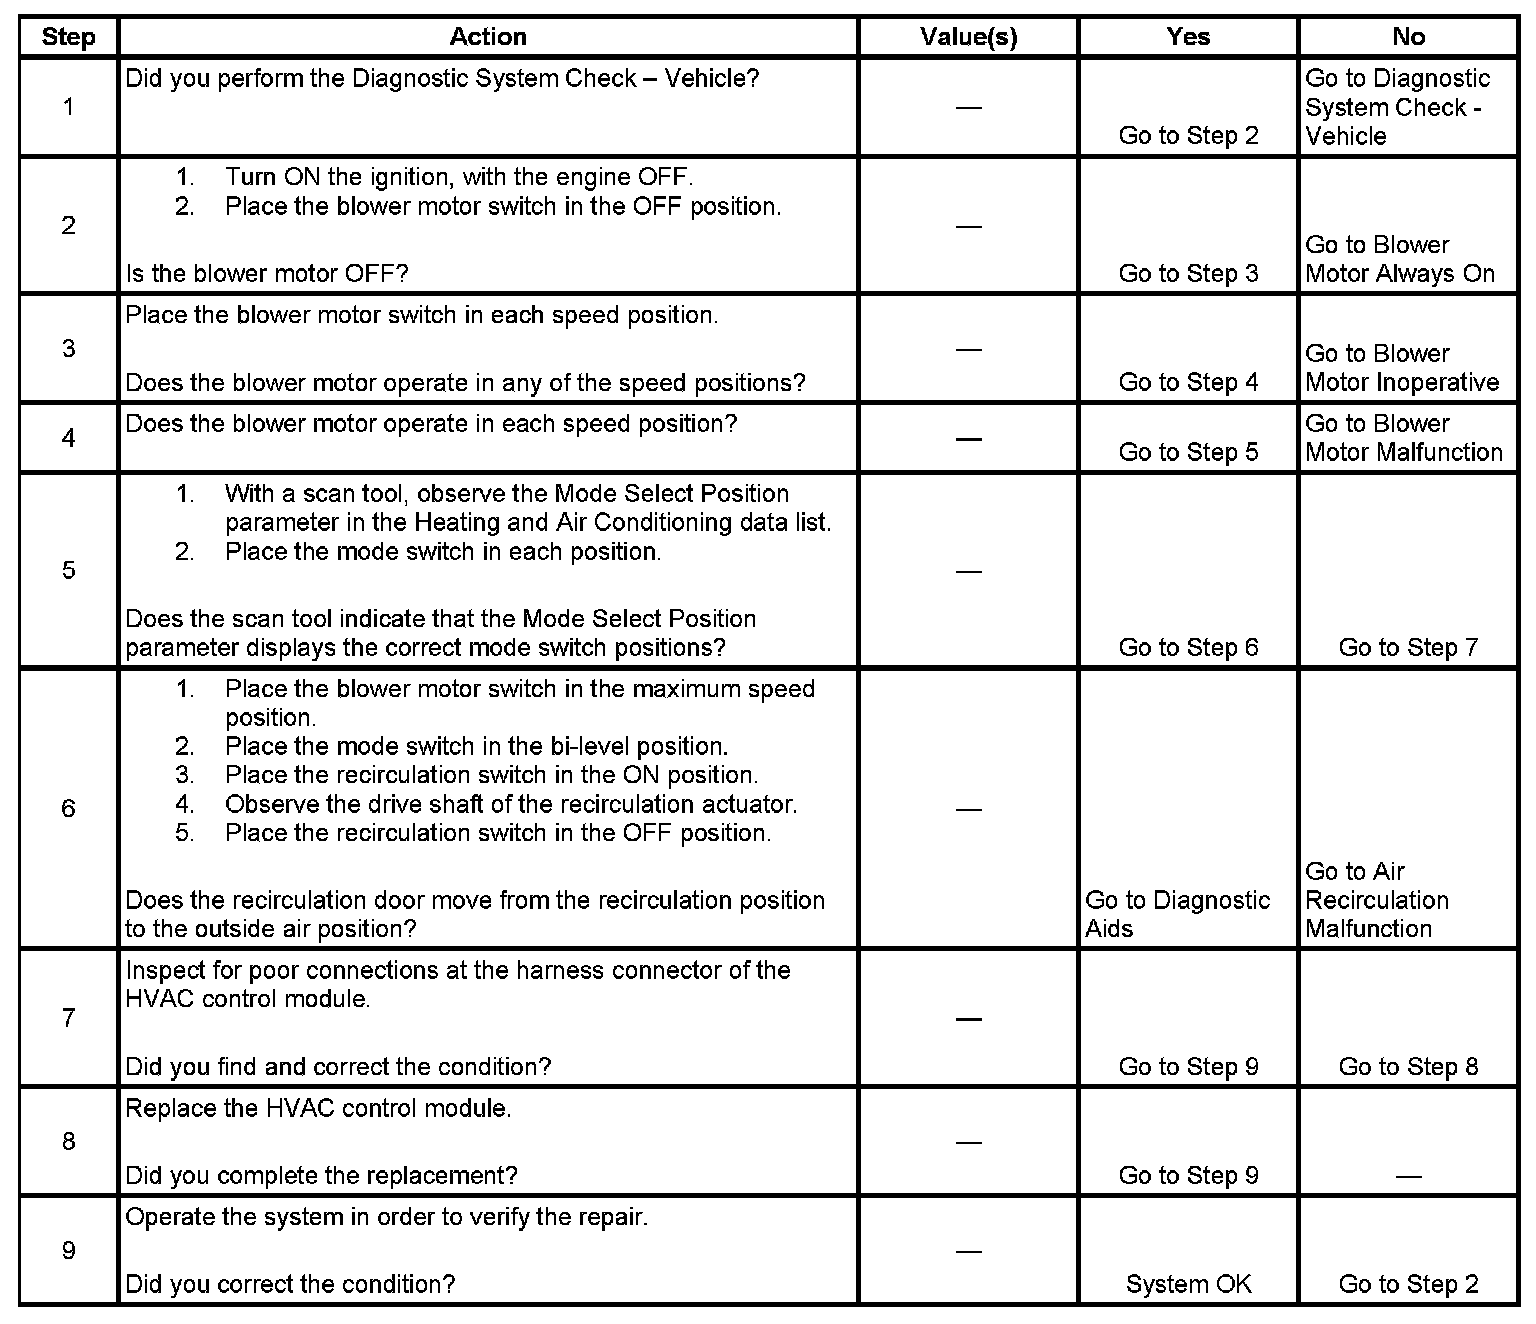 Step Action Value(s) Yes No
1
Did you perform the Diagnostic System Check – Vehicle?
—
Go to Step 2
Go to Diagnostic
System Check -
Vehicle
2
1. Turn ON the ignition, with the engine OFF.
2. Place the blower motor switch in the OFF position.
Is the blower motor OFF?
—
Go to Step 3
Go to Blower
Motor Always On
3
Place the blower motor switch in each speed position.
Does the blower motor operate in any of the speed positions?
—
Go to Step 4
Go to Blower
Motor Inoperative
4
Does the blower motor operate in each speed position?
—
Go to Step 5
Go to Blower
Motor Malfunction
5
1. With a scan tool, observe the Mode Select Position
parameter in the Heating and Air Conditioning data list.
2. Place the mode switch in each position.
Does the scan tool indicate that the Mode Select Position
parameter displays the correct mode switch positions?
—
Go to Step 6
Go to Step 7
6
1. Place the blower motor switch in the maximum speed
position.
2. Place the mode switch in the bi-level position.
3. Place the recirculation switch in the ON position.
4. Observe the drive shaft of the recirculation actuator.
5. Place the recirculation switch in the OFF position.
Does the recirculation door move from the recirculation position
to the outside air position?
—
Go to Diagnostic
Aids
Go to Air
Recirculation
Malfunction
7
Inspect for poor connections at the harness connector of the
HVAC control module.
Did you find and correct the condition?
—
Go to Step 9
Go to Step 8
8
Replace the HVAC control module.
Did you complete the replacement?
—
Go to Step 9
—
9
Operate the system in order to verify the repair.
Did you correct the condition?
—
System OK
Go to Step 2